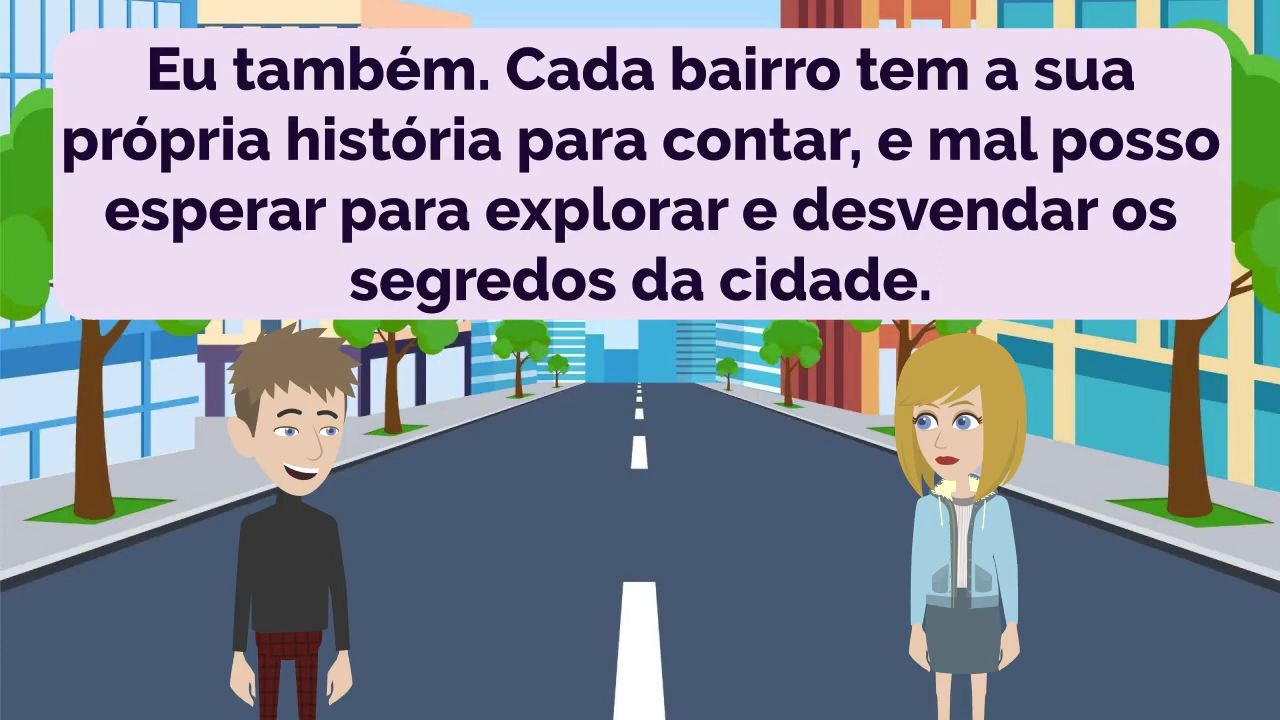 Eu também. Cada bairro tem a sua
própria história para contar, e mal posso
esperar para explorar e desvendar os
segredos da cidade.